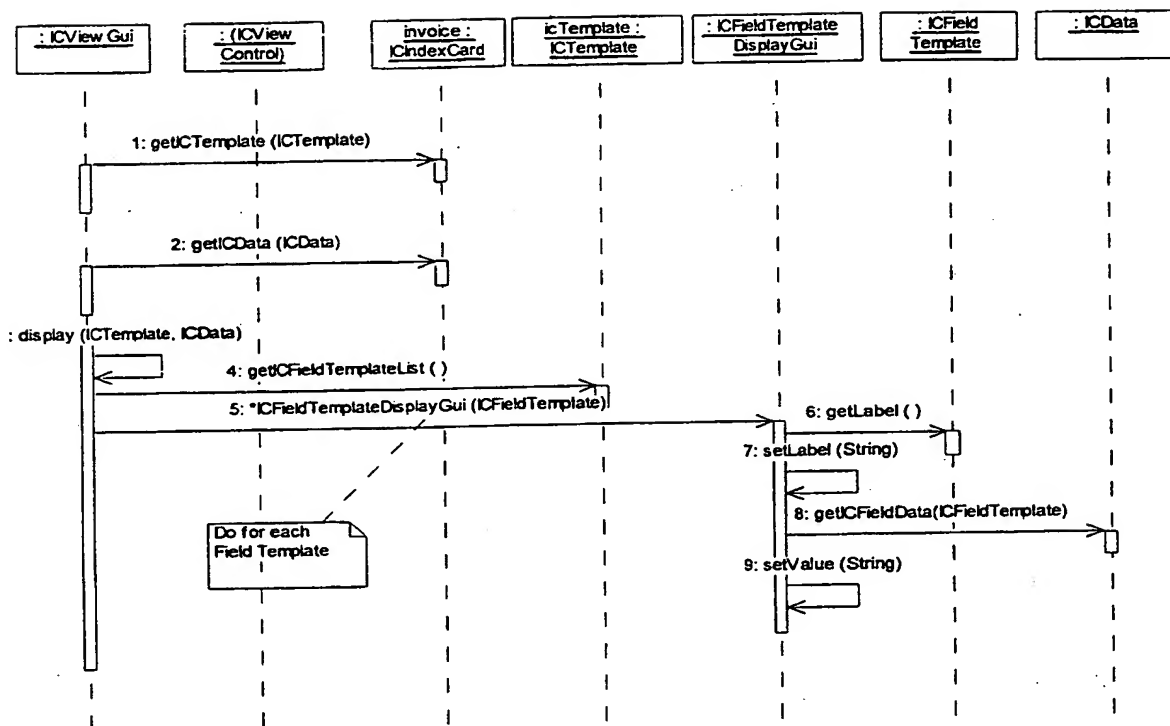 : ICView Gui
: (ICView
Control)
invoice :
ICIndexCard
icTemplate :
ICTemplate
: ICFieldTemplate
DisplayGui
: ICField
Template
: ICData
1: getICTemplate (ICTemplate)
2: getICData (ICData)
: display (ICTemplate, ICData)
4: getICFieldTemplateList ( )
5: *ICFieldTemplateDisplayGui (ICFieldTemplate)
6: getLabel ( )
7: setLabel (String)
8: getICFieldData(ICFieldTemplate)
Do for each
Field Template
9: setValue (String)